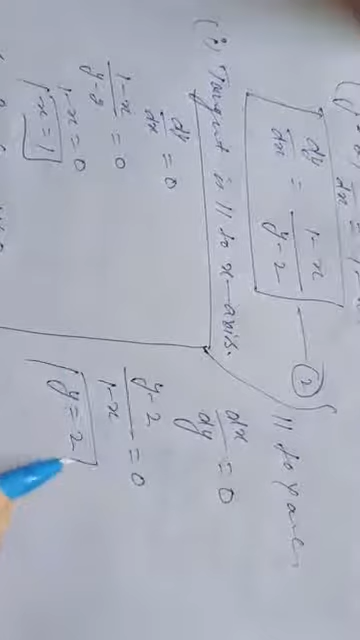 dy/dx = (1-x)/(y-2) — ②
(i) Tangent is || to x-axis.
dy/dx = 0
(1-x)/(y-2) = 0
1-x = 0
x = 1
|| to y a
dx/dy = 0
(y-2)/(1-x) = 0
y = 2